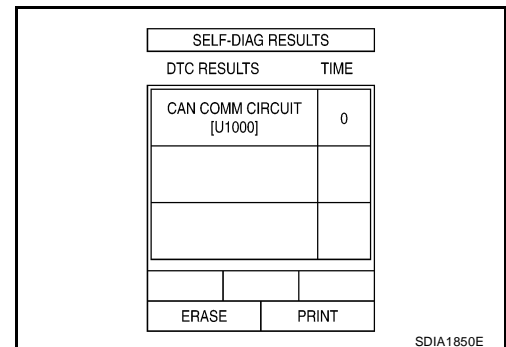 SELF-DIAG RESULTS
DTC RESULTS TIME
CAN COMM CIRCUIT 0
[U1000]
ERASE PRINT
SDIA1850E